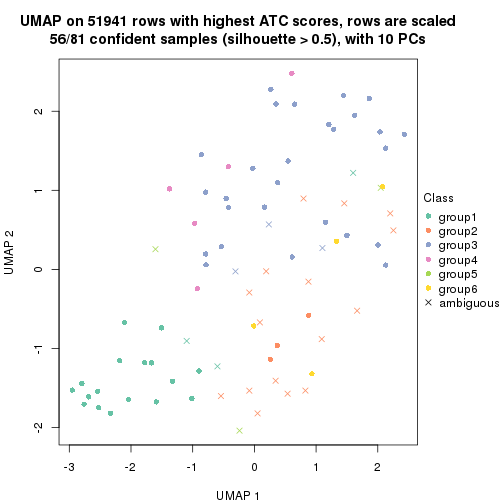 UMAP on 51941 rows with highest ATC scores, rows are scaled
56/81 confident samples (silhouette > 0.5), with 10 PCs
UMAP 2
2
1
0
-1
-2
-3
-2
-1
0
1
2
UMAP 1
Class
group1
group2
group3
group4
group5
group6
ambiguous